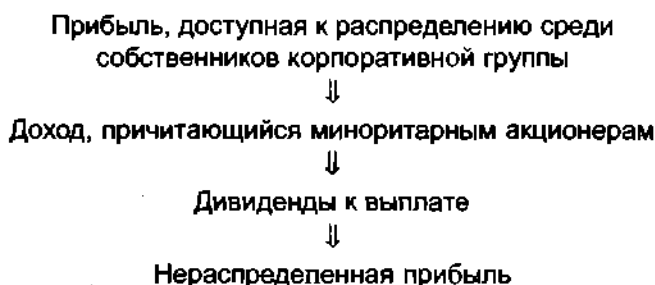 Прибыль, доступная к распределению среди
собственников корпоративной группы
⇓
Доход, причитающийся миноритарным акционерам
⇓
Дивиденды к выплате
⇓
Нераспределенная прибыль